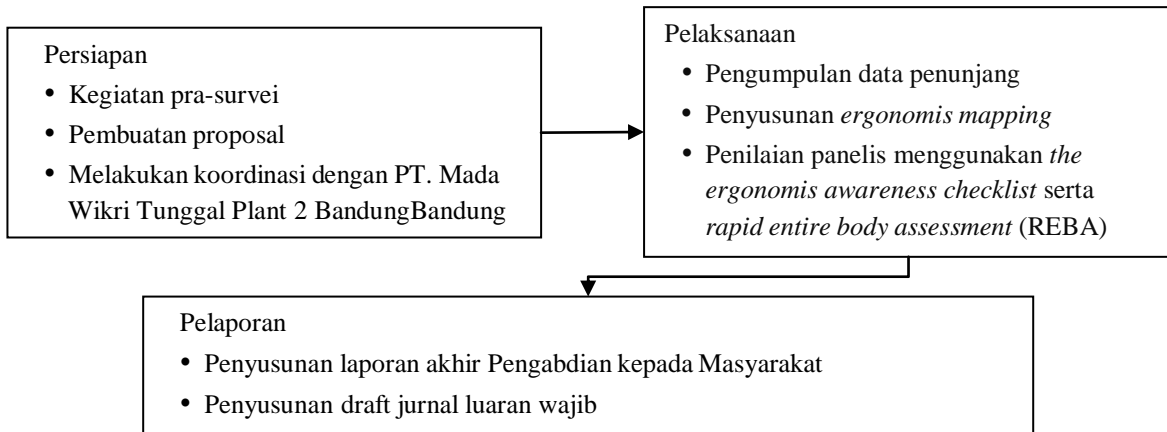 Persiapan
• Kegiatan pra-survei
• Pembuatan proposal
• Melakukan koordinasi dengan PT. Mada
Wikri Tunggal Plant 2 BandungBandung
Pelaksanaan
• Pengumpulan data penunjang
• Penyusunan ergonomis mapping
• Penilaian panelis menggunakan the
ergonomis awareness checklist serta
rapid entire body assessment (REBA)
Pelaporan
• Penyusunan laporan akhir Pengabdian kepada Masyarakat
• Penyusunan draft jurnal luaran wajib